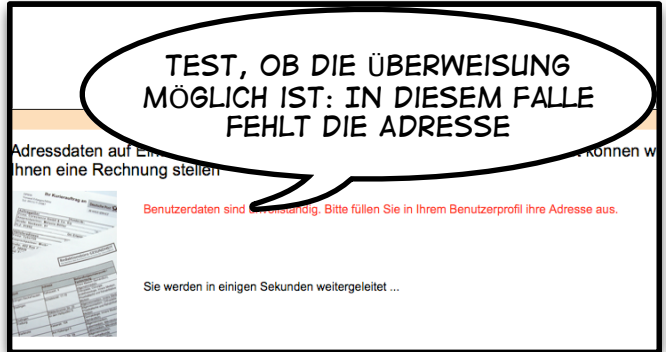 TEST, OB DIE ÜBERWEISUNG
MÖGLICH IST: IN DIESEM FALLE
FEHLT DIE ADRESSE
Adressdaten auf können w
Ihnen eine Rechnung stellen
Benutzerdaten sind unvollständig. Bitte füllen Sie in Ihrem Benutzerprofil ihre Adresse aus.
Sie werden in einigen Sekunden weitergeleitet ...